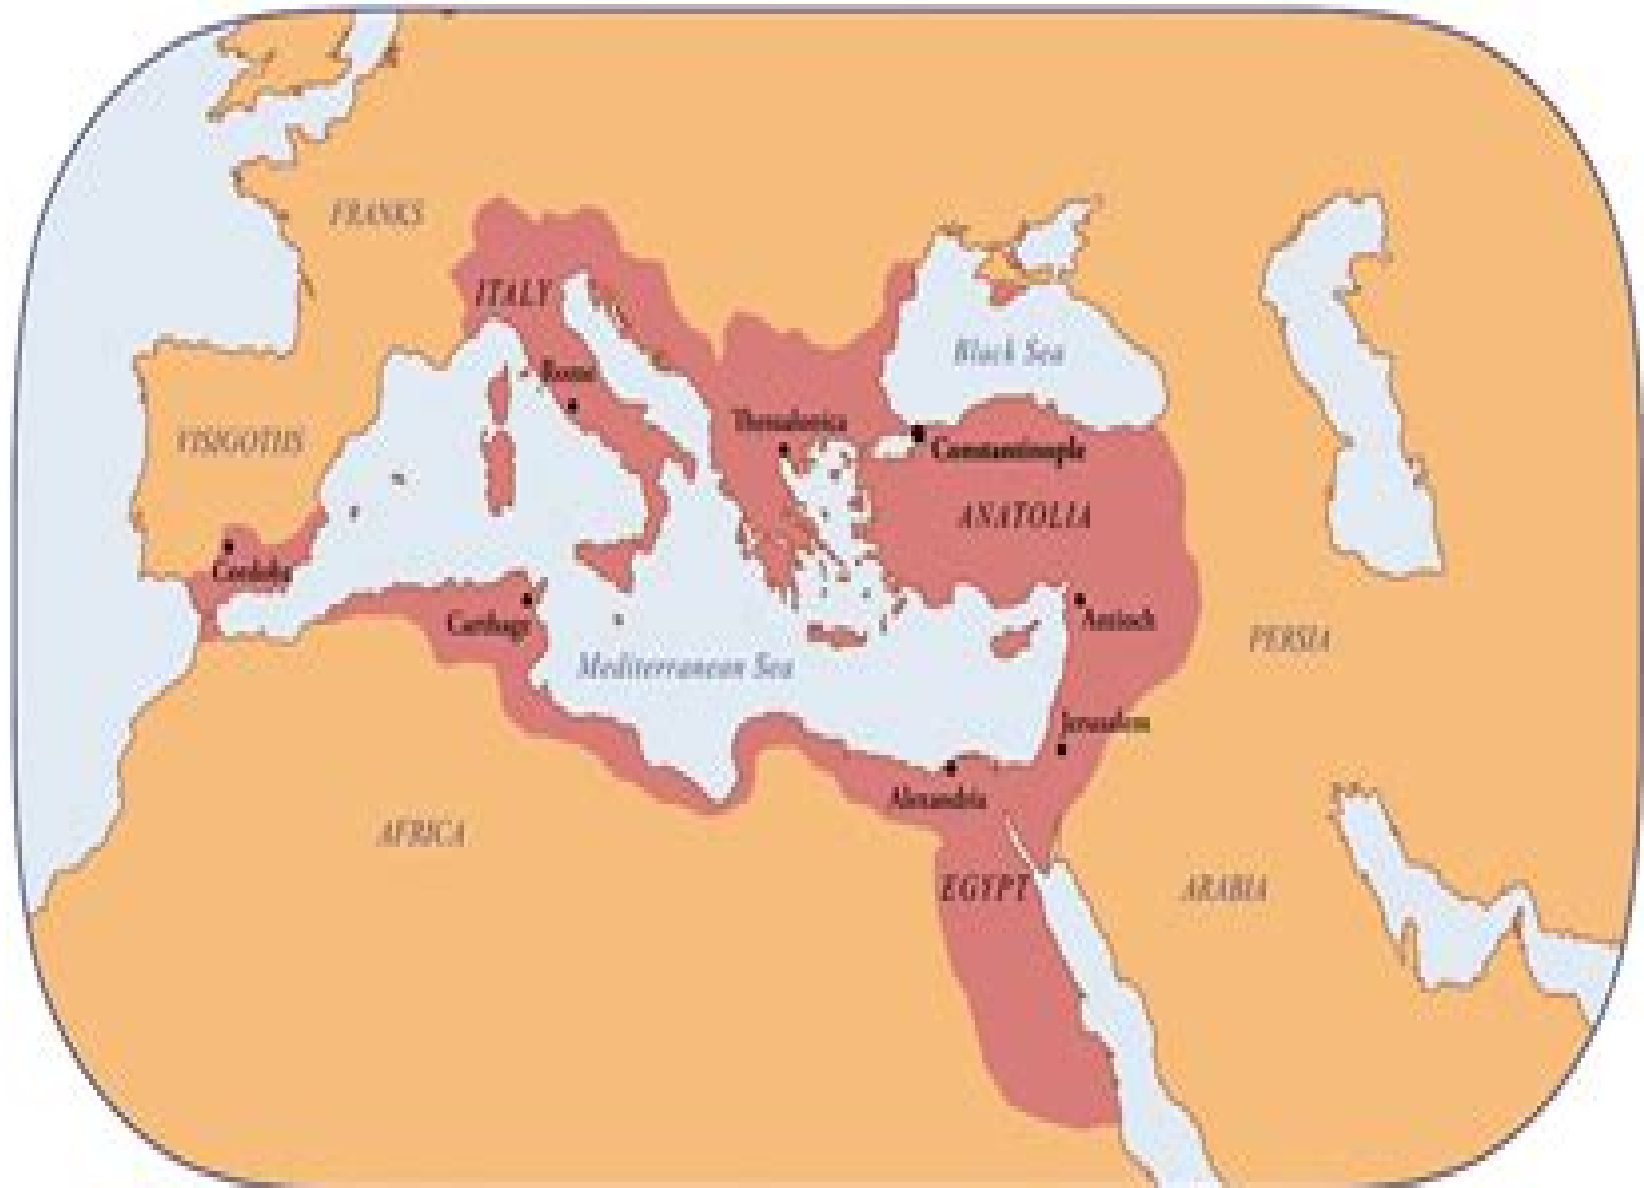 FRANKS
ITALY
Black Sea
Rome
Thessalonica
VISIGOTHS
Constantinople
ANATOLIA
Cordoba
Carthage
Antioch
PERSIA
Mediterranean Sea
Jerusalem
Alexandria
AFRICA
EGYPT
ARABIA